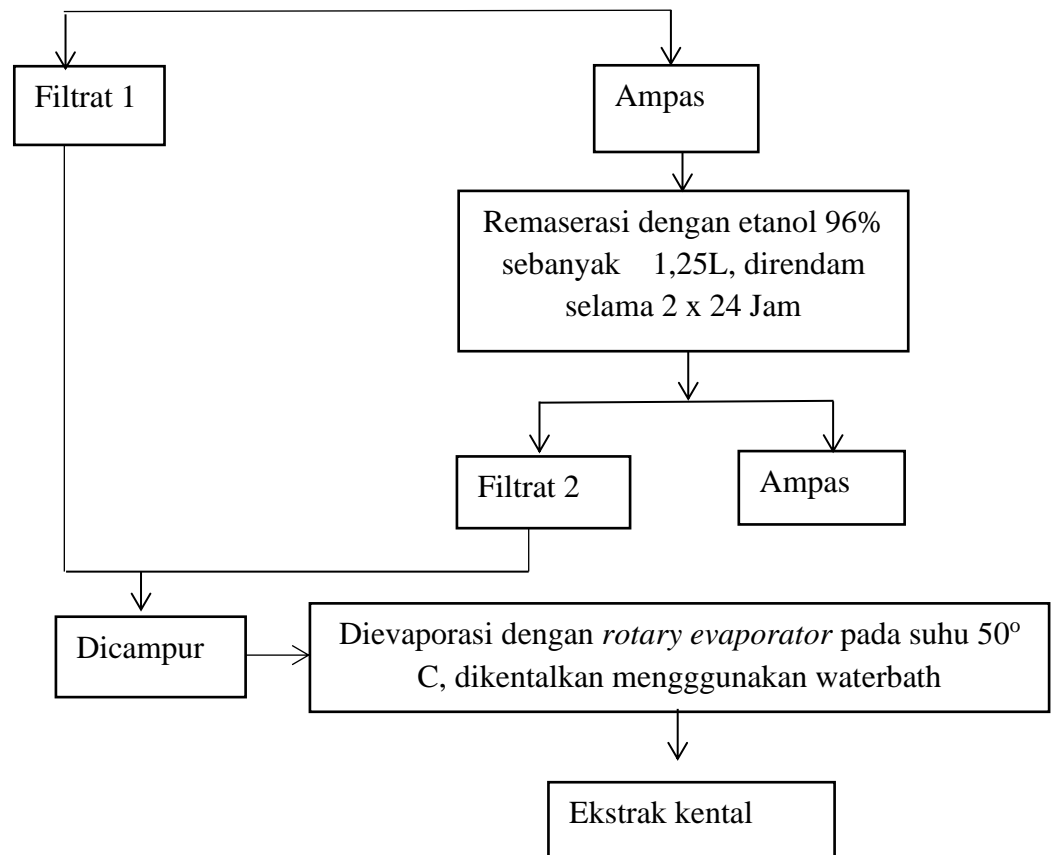 Filtrat 1
Ampas
Remaserasi dengan etanol 96%
sebanyak 1,25L, direndam
selama 2 x 24 Jam
Filtrat 2
Ampas
Dicampur
Dievaporasi dengan rotary evaporator pada suhu 50º
C, dikentalkan mengggunakan waterbath
Ekstrak kental